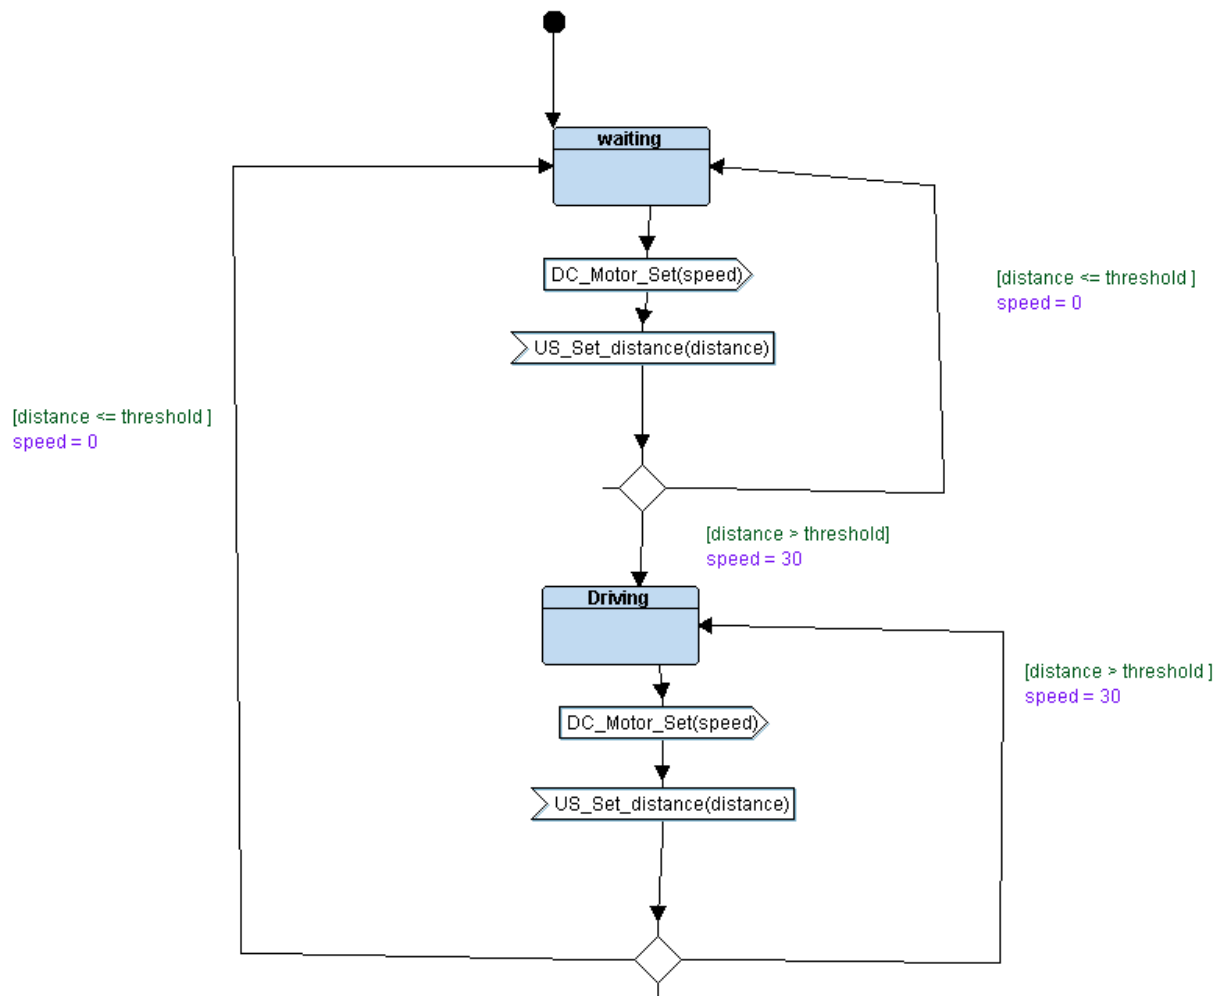 waiting
DC_Motor_Set(speed)
[distance <= threshold ]
speed = 0
US_Set_distance(distance)
[distance <= threshold ]
speed = 0
[distance > threshold]
speed = 30
Driving
[distance > threshold ]
speed = 30
DC_Motor_Set(speed)
US_Set_distance(distance)